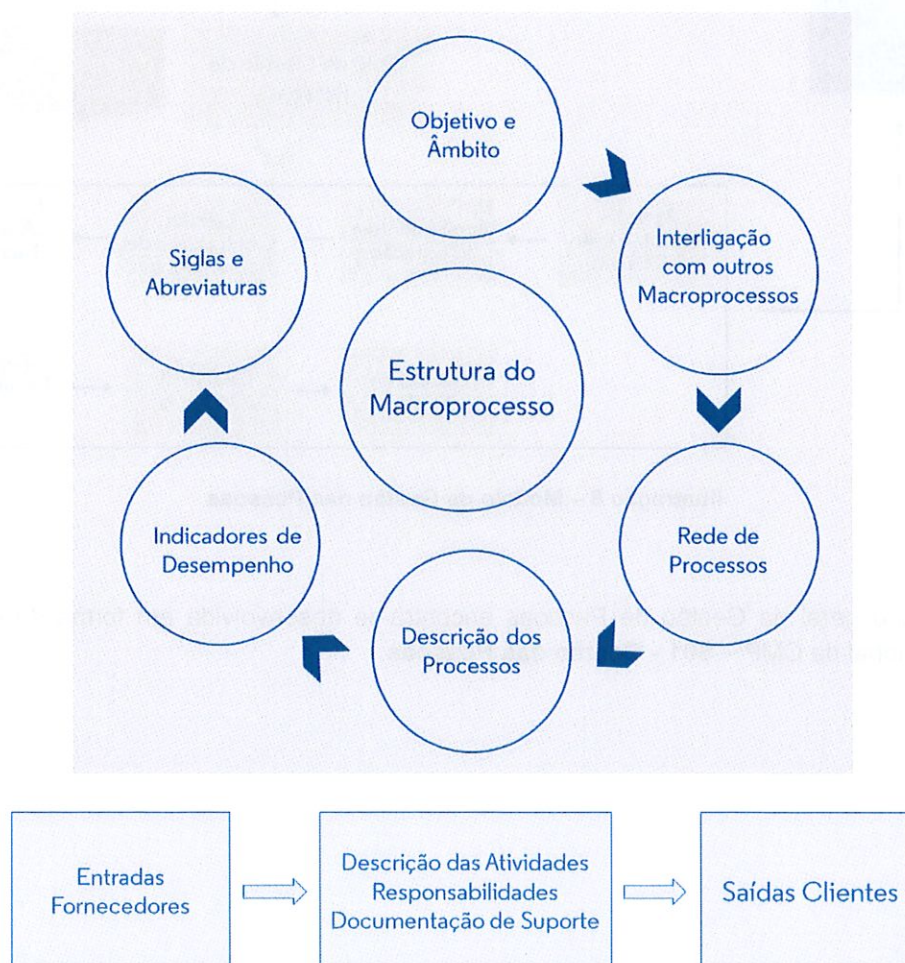 Objetivo e
Âmbito
Interligação
com outros
Macroprocessos
Siglas e
Abreviaturas
Estrutura do
Macroprocesso
Rede de
Processos
Indicadores de
Desempenho
Descrição dos
Processos
Entradas
Fornecedores
Descrição das Atividades
Responsabilidades
Documentação de Suporte
Saídas Clientes